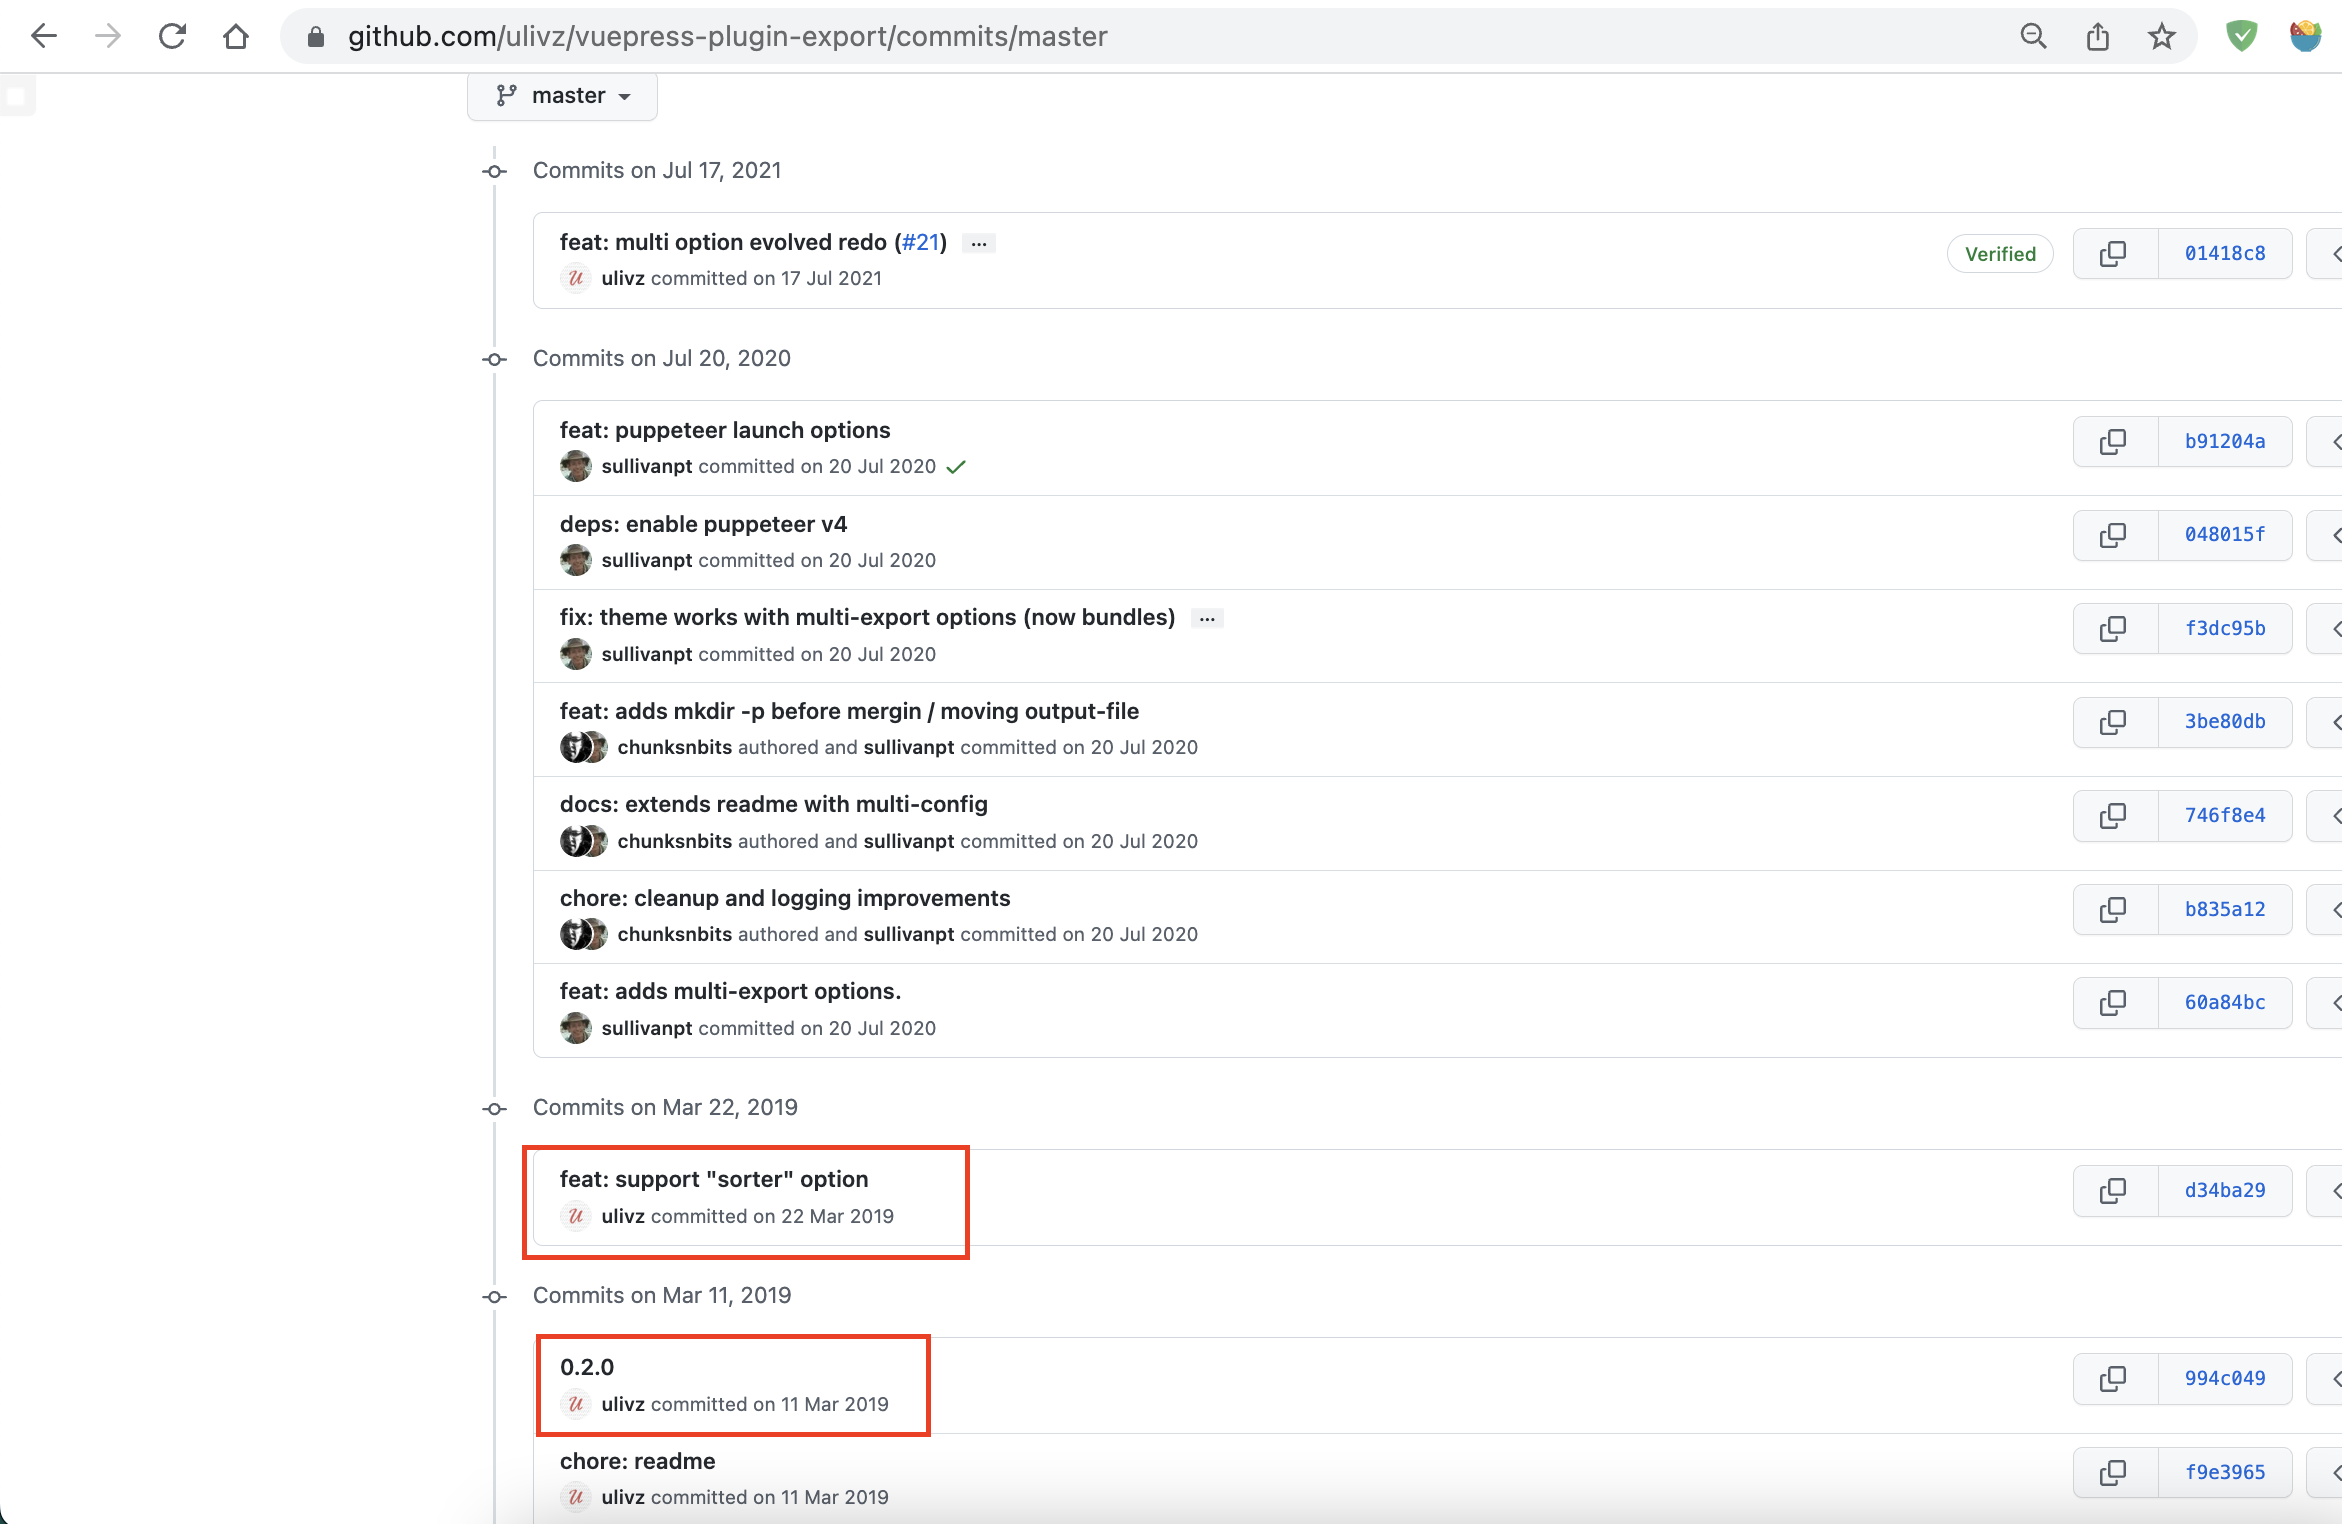 github.com/ulivz/vuepress-plugin-export/commits/master
master
Commits on Jul 17, 2021
feat: multi option evolved redo (#21) ...
ulivz committed on 17 Jul 2021
Verified
01418c8
Commits on Jul 20, 2020
feat: puppeteer launch options
sullivanpt committed on 20 Jul 2020
b91204a
deps: enable puppeteer v4
sullivanpt committed on 20 Jul 2020
048015f
fix: theme works with multi-export options (now bundles) ...
sullivanpt committed on 20 Jul 2020
f3dc95b
feat: adds mkdir -p before mergin / moving output-file
chunksnbits authored and sullivanpt committed on 20 Jul 2020
3be80db
docs: extends readme with multi-config
chunksnbits authored and sullivanpt committed on 20 Jul 2020
746f8e4
chore: cleanup and logging improvements
chunksnbits authored and sullivanpt committed on 20 Jul 2020
b835a12
feat: adds multi-export options.
sullivanpt committed on 20 Jul 2020
60a84bc
Commits on Mar 22, 2019
feat: support "sorter" option
ulivz committed on 22 Mar 2019
d34ba29
Commits on Mar 11, 2019
0.2.0
ulivz committed on 11 Mar 2019
994c049
chore: readme
ulivz committed on 11 Mar 2019
f9e3965